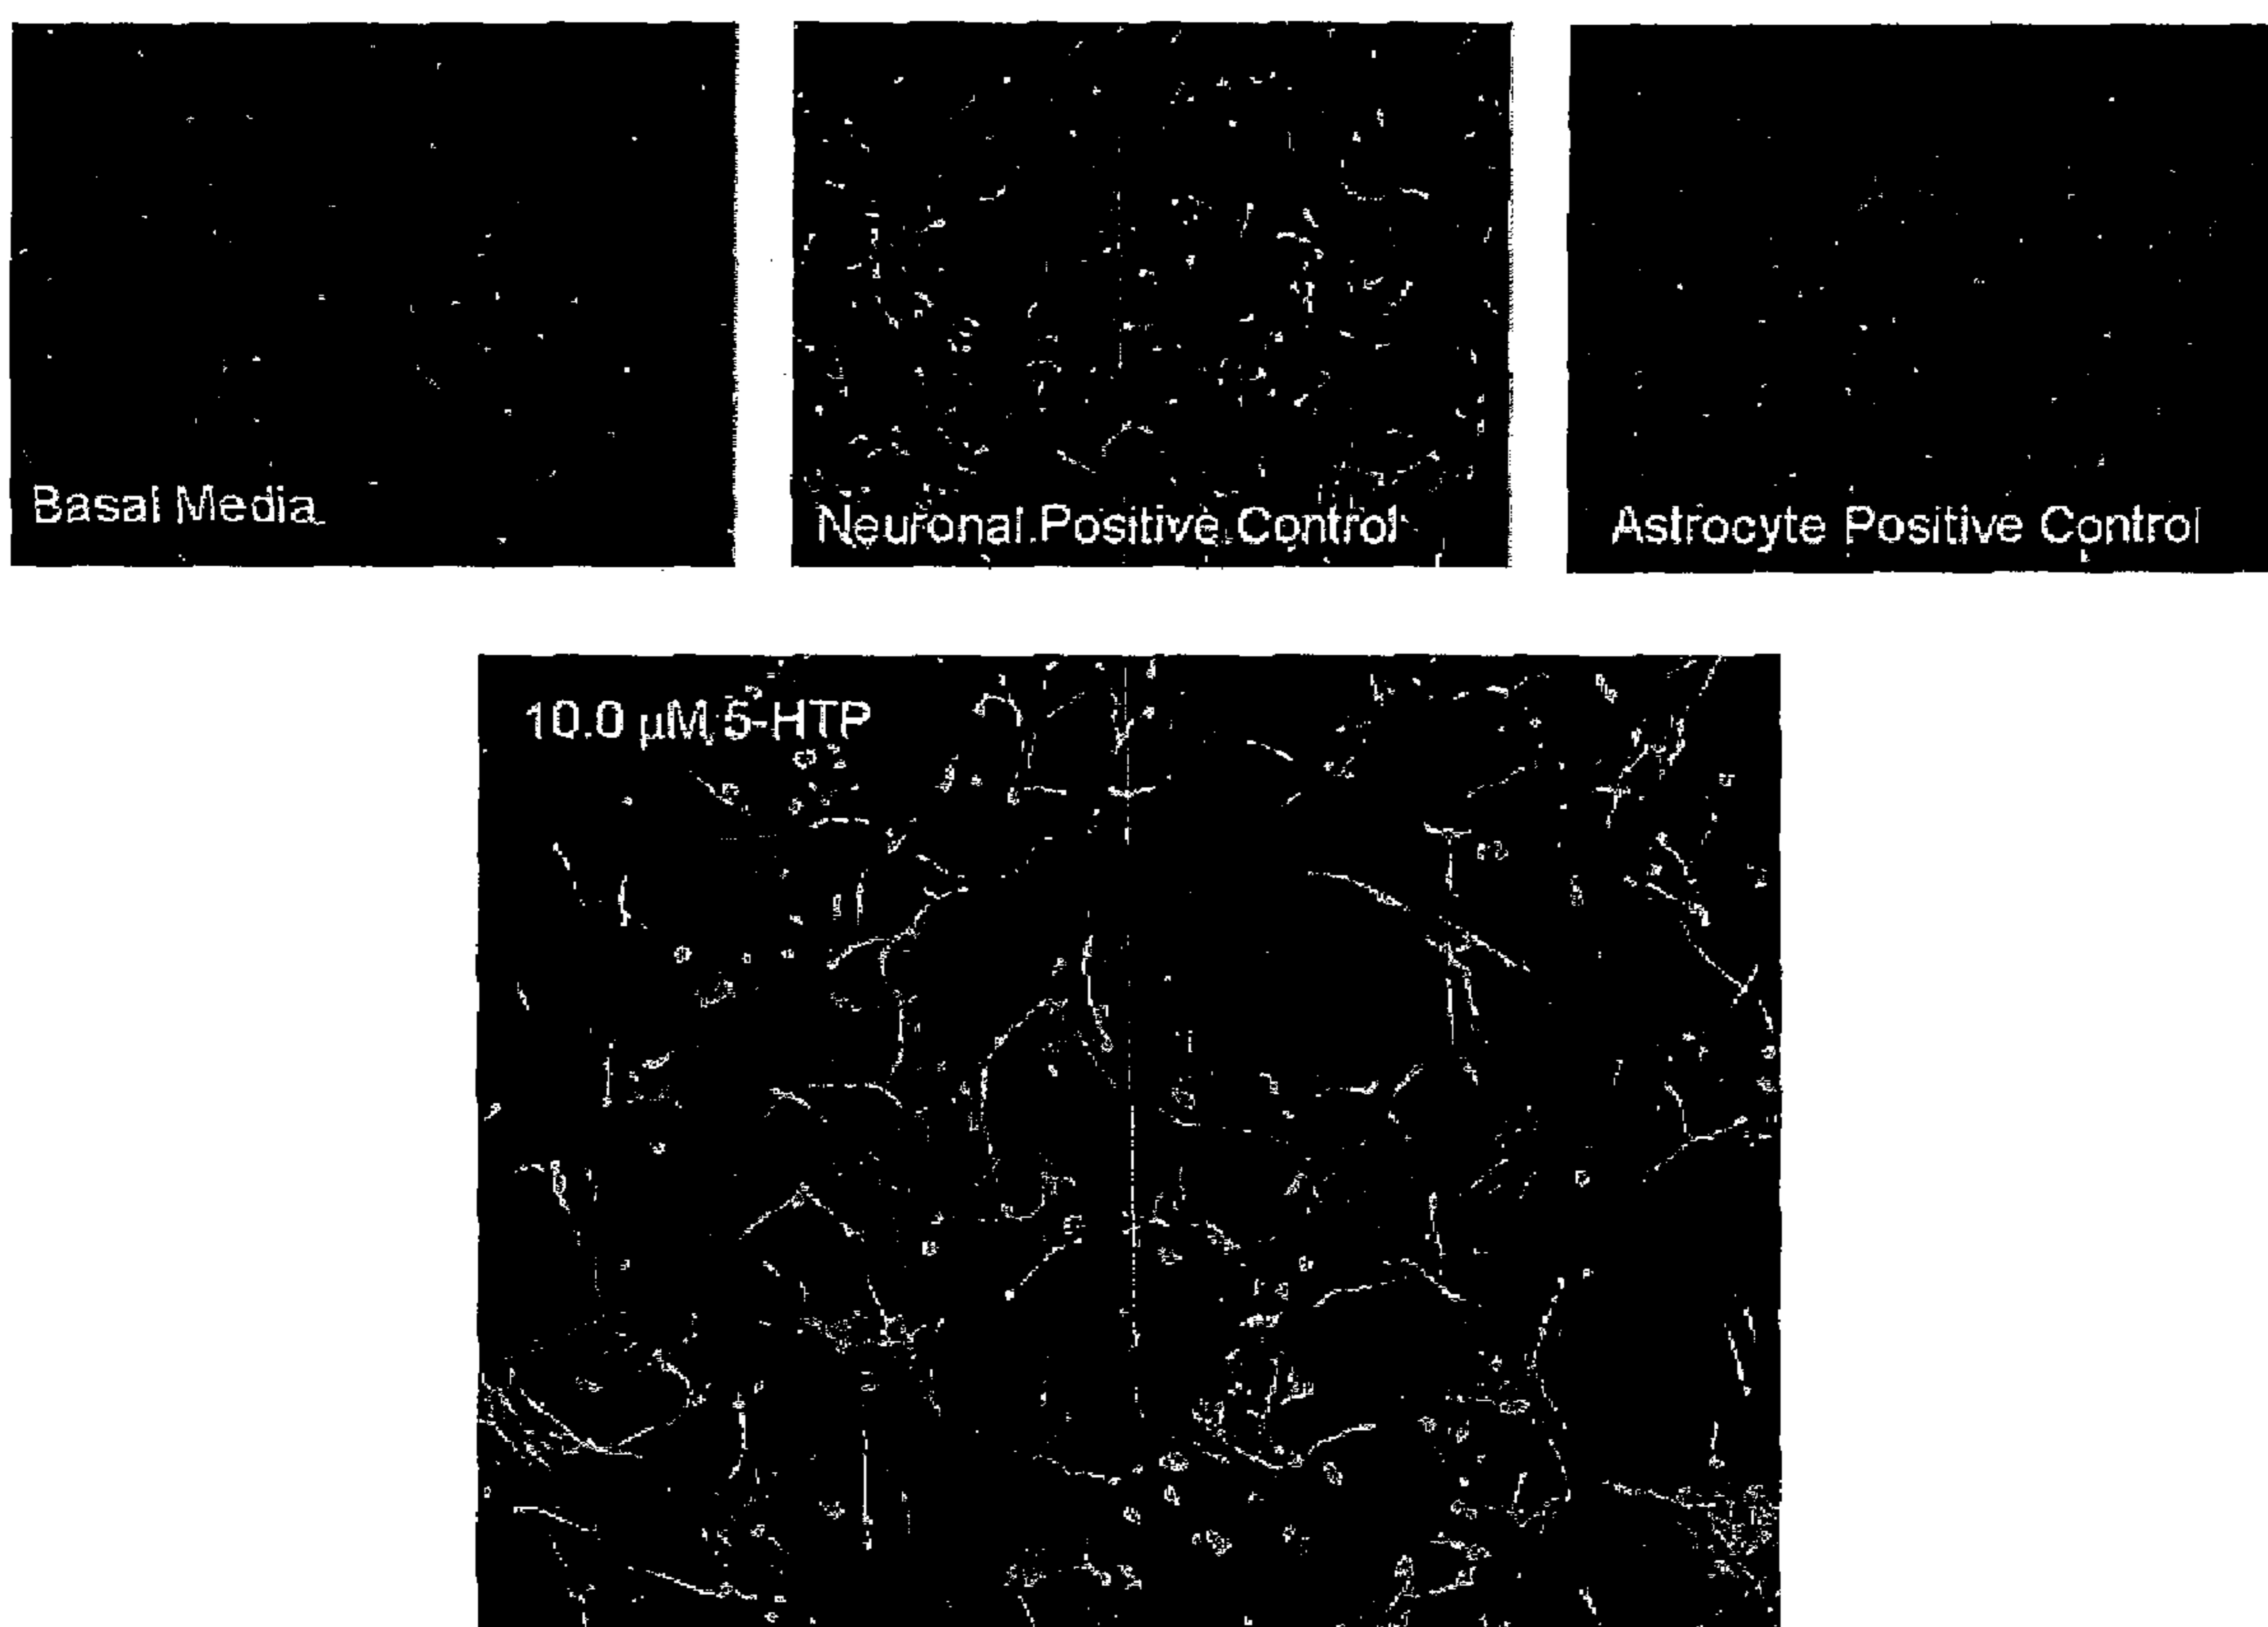 Basal Media
Neuronal Positive Control
Astrocyte Positive Control
10.0 µM 5-HTP